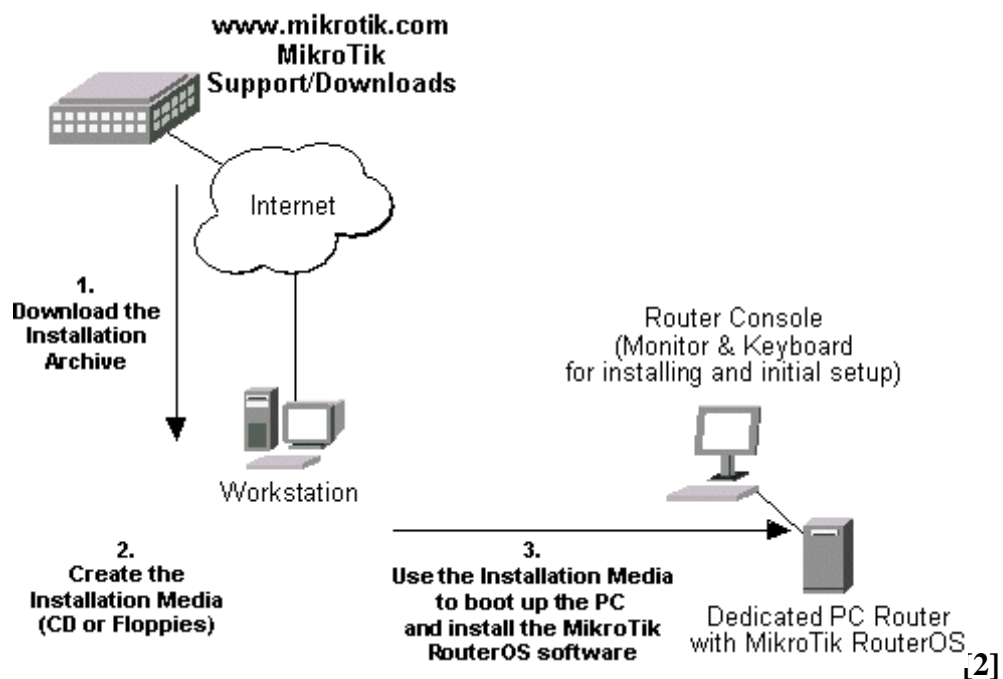 www.mikrotik.com
MikroTik
Support/Downloads
Internet
1.
Download the
Installation
Archive
Router Console
(Monitor & Keyboard
for installing and initial setup)
Workstation
2.
Create the
Installation Media
(CD or Floppies)
3.
Use the Installation Media
to boot up the PC
and install the MikroTik
RouterOS software
Dedicated PC Router
with MikroTik RouterOS
[2]